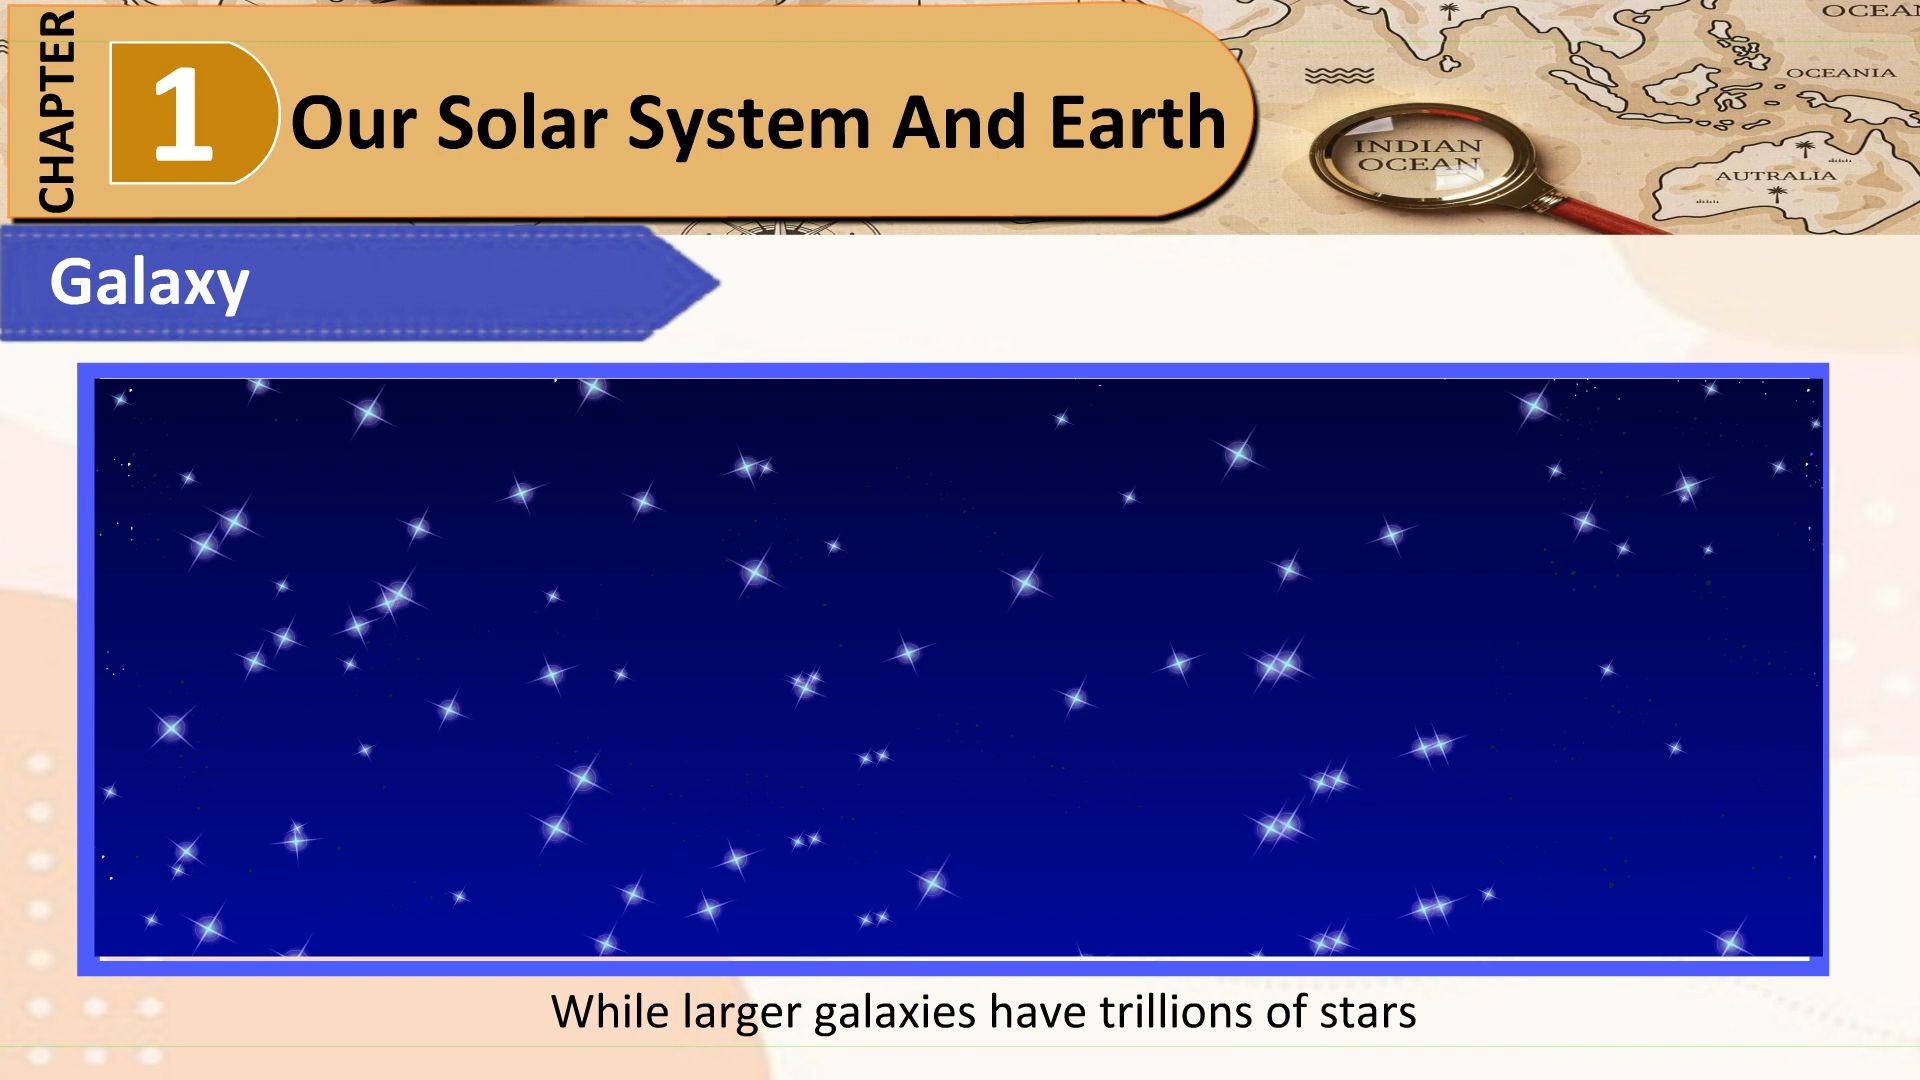 CHAPTER
1
Our Solar System And Earth
OCEAN
OCEANIA
INDIAN
OCEAN
AUTRALIA
Galaxy
While larger galaxies have trillions of stars